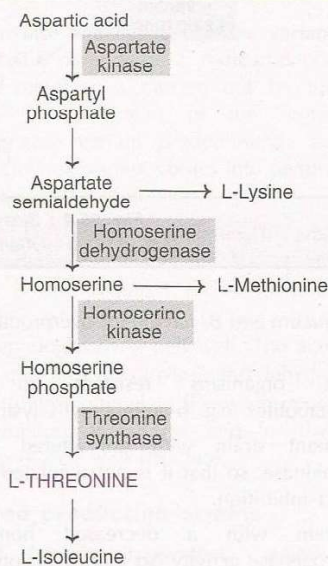 Aspartic acid
Aspartate
kinase
Aspartyl
phosphate
Aspartate
semialdehyde
L-Lysine
Homoserine
dehydrogenase
Homoserine
L-Methionine
Homoserine
kinase
Homoserine
phosphate
Threonine
synthase
L-THREONINE
L-Isoleucine